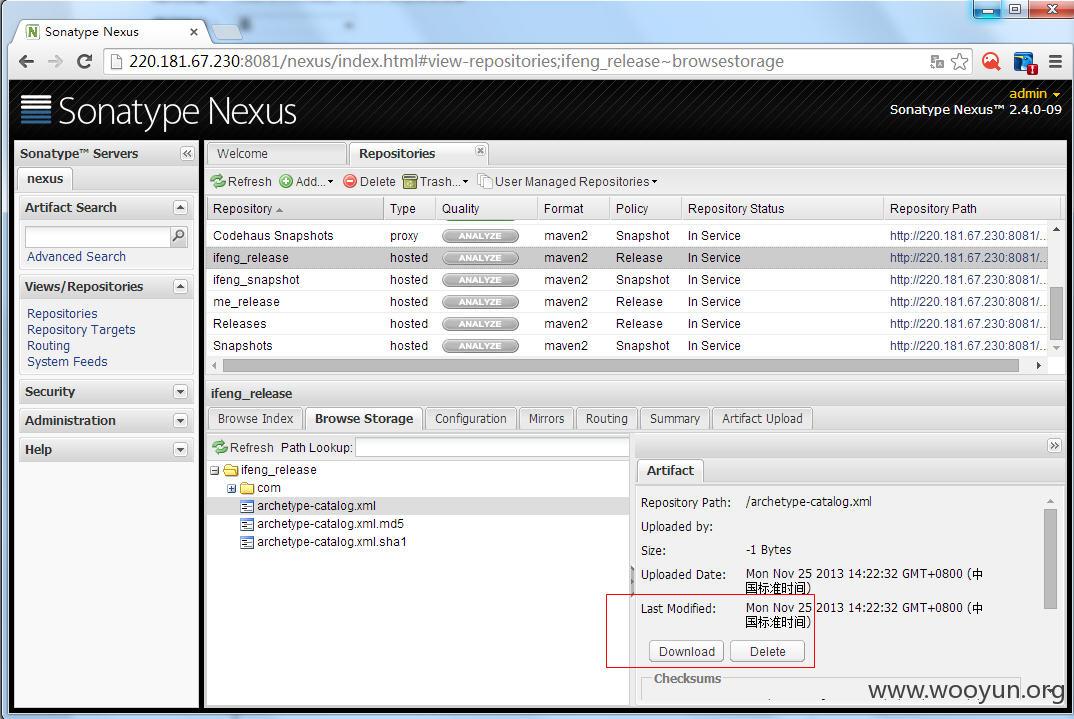 Sonatype Nexus
220.181.67.230:8081/nexus/index.html#view-repositories;ifeng_release~browsestorage
admin
Sonatype Nexus
Sonatype Nexus™ 2.4.0-09
Sonatype™ Servers
nexus
Artifact Search
Advanced Search
Views/Repositories
Repositories
Repository Targets
Routing
System Feeds
Security
Administration
Help
Welcome
Repositories
Refresh Add... Delete Trash... User Managed Repositories
Repository Type Quality Format Policy Repository Status Repository Path
Codehaus Snapshots proxy ANALYZE maven2 Snapshot In Service http://220.181.67.230:8081/...
ifeng_release hosted ANALYZE maven2 Release In Service http://220.181.67.230:8081/...
ifeng_snapshot hosted ANALYZE maven2 Snapshot In Service http://220.181.67.230:8081/...
me_release hosted ANALYZE maven2 Release In Service http://220.181.67.230:8081/...
Releases hosted ANALYZE maven2 Release In Service http://220.181.67.230:8081/...
Snapshots hosted ANALYZE maven2 Snapshot In Service http://220.181.67.230:8081/...
ifeng_release
Browse Index Browse Storage Configuration Mirrors Routing Summary Artifact Upload
Refresh Path Lookup:
ifeng_release
com
archetype-catalog.xml
archetype-catalog.xml.md5
archetype-catalog.xml.sha1
Artifact
Repository Path: /archetype-catalog.xml
Uploaded by:
Size: -1 Bytes
Uploaded Date: Mon Nov 25 2013 14:22:32 GMT+0800 (中
国标准时间)
Last Modified: Mon Nov 25 2013 14:22:32 GMT+0800 (中
国标准时间)
Download Delete
Checksums
www.wooyun.org